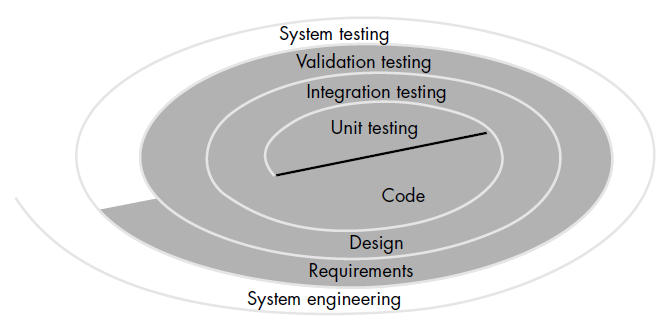 System testing
Validation testing
Integration testing
Unit testing
Code
Design
Requirements
System engineering